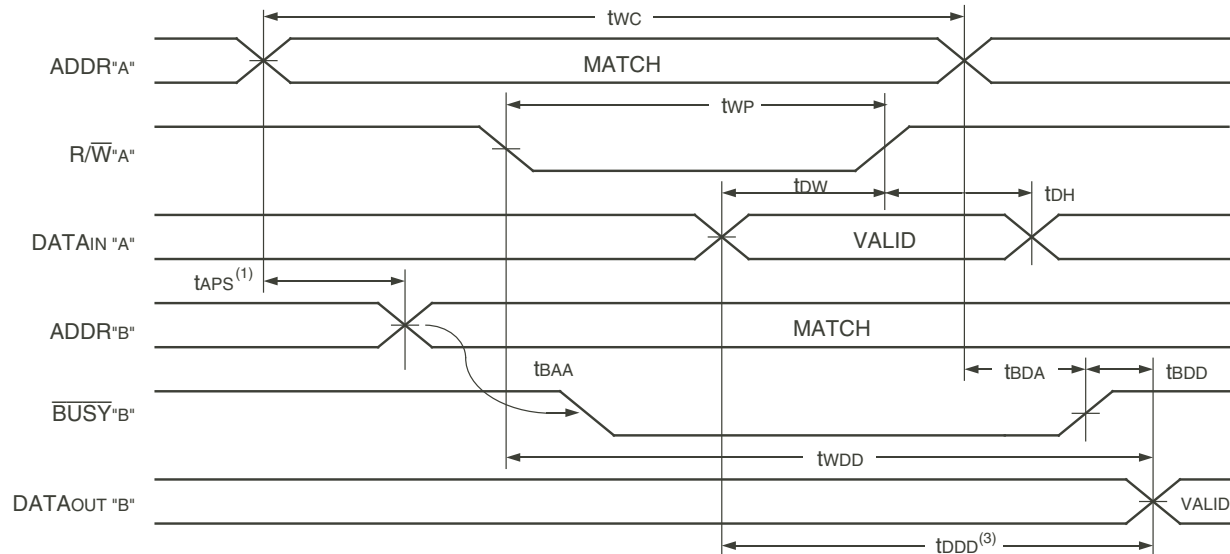 tWC
ADDR"A"
MATCH
tWP
R/W̅"A"
tDW
tDH
DATAIN "A"
VALID
tAPS(1)
ADDR"B"
MATCH
tBAA
tBDA
tBDD
B̅U̅S̅Y̅"B"
tWDD
DATAOUT "B"
VALID
tDDD(3)